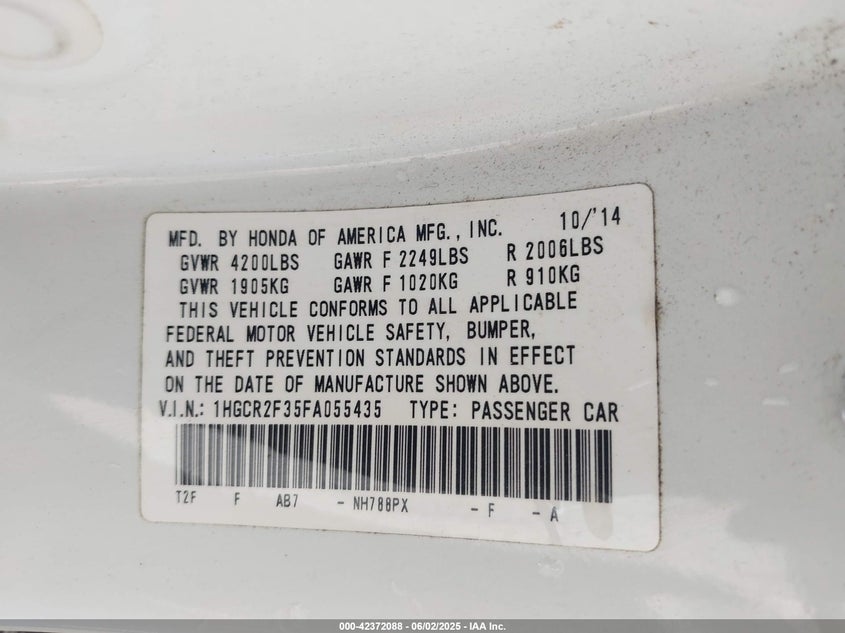 MFD. BY HONDA OF AMERICA MFG., INC. 10/'14
GVWR 4200LBS GAWR F 2249LBS R 2006LBS
GVWR 1905KG GAWR F 1020KG R 910KG
THIS VEHICLE CONFORMS TO ALL APPLICABLE
FEDERAL MOTOR VEHICLE SAFETY, BUMPER,
AND THEFT PREVENTION STANDARDS IN EFFECT
ON THE DATE OF MANUFACTURE SHOWN ABOVE.
V.I.N.: 1HGCR2F35FA055435 TYPE: PASSENGER CAR
T2F F AB7 - NH788PX - F - A
000-42372088 - 06/02/2025 - IAA Inc.